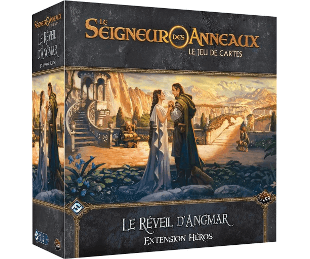 LE SEIGNEUR DES ANNEAUX
LE JEU DE CARTES
LE RÉVEIL D'ANGMAR
EXTENSION HÉROS